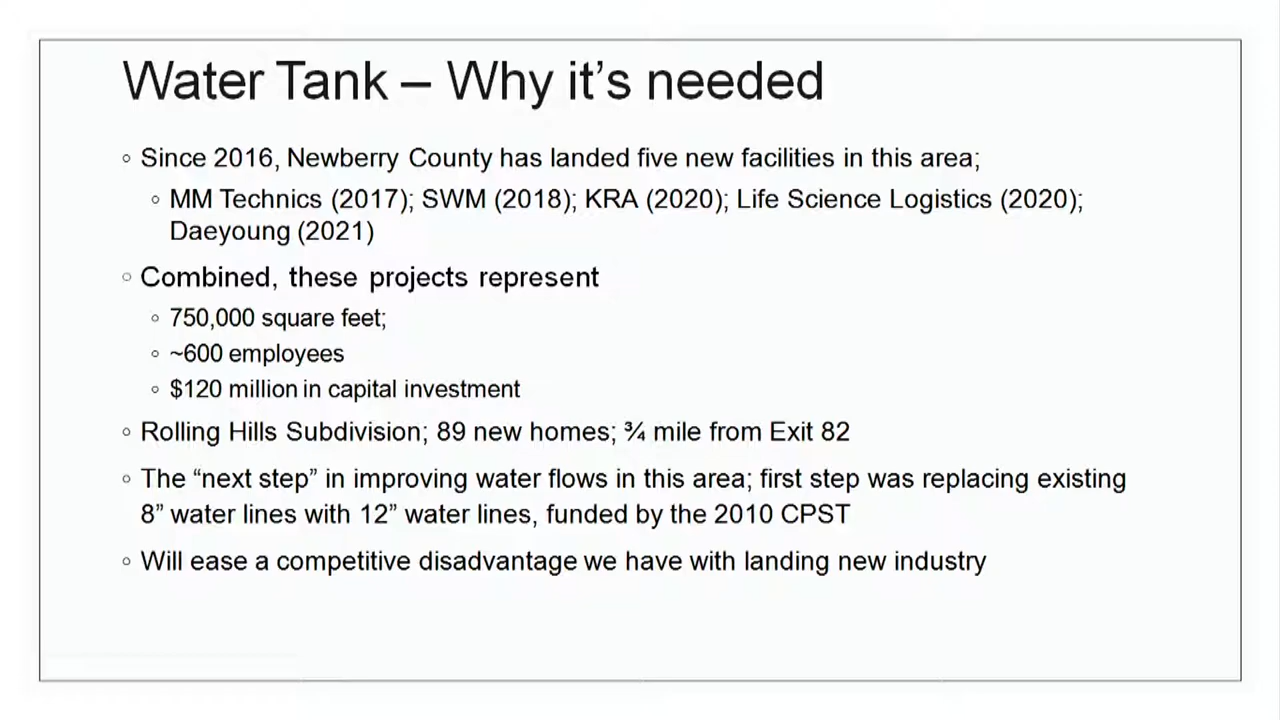 Water Tank – Why it’s needed
◦ Since 2016, Newberry County has landed five new facilities in this area;
◦ MM Technics (2017); SWM (2018); KRA (2020); Life Science Logistics (2020);
Daeyoung (2021)
◦ Combined, these projects represent
◦ 750,000 square feet;
◦ ~600 employees
◦ $120 million in capital investment
◦ Rolling Hills Subdivision; 89 new homes; ¾ mile from Exit 82
◦ The “next step” in improving water flows in this area; first step was replacing existing
8” water lines with 12” water lines, funded by the 2010 CPST
◦ Will ease a competitive disadvantage we have with landing new industry